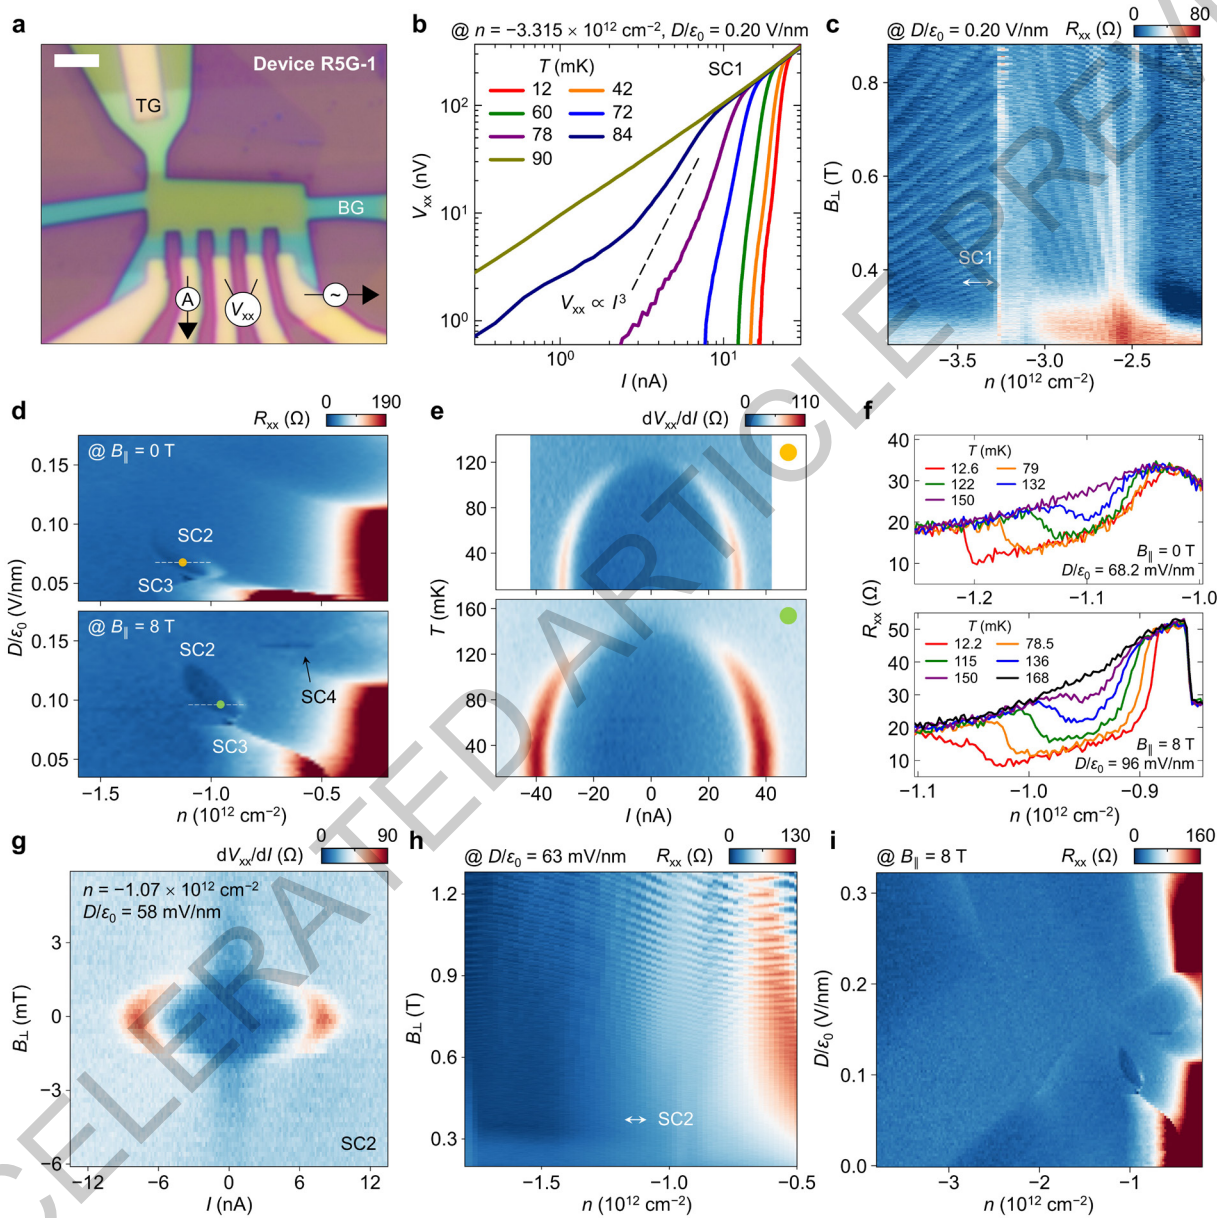 a
Device R5G-1
TG
BG
A
Vxx
~
b
@ n = −3.315 × 10¹² cm⁻², D/ε₀ = 0.20 V/nm
T (mK)
SC1
12
42
60
72
78
84
90
Vxx ∝ I³
Vxx (nV)
10²
10¹
10⁰
10⁰
10¹
I (nA)
c
@ D/ε₀ = 0.20 V/nm
Rxx (Ω)
0
80
SC1
B⊥ (T)
0.8
0.6
0.4
−3.5
−3.0
−2.5
n (10¹² cm⁻²)
d
Rxx (Ω)
0
190
@ B∥ = 0 T
SC2
SC3
0.15
0.10
0.05
D/ε₀ (V/nm)
@ B∥ = 8 T
SC2
SC4
SC3
0.15
0.10
0.05
−1.5
−1.0
−0.5
n (10¹² cm⁻²)
e
dVxx/dI (Ω)
0
110
120
80
40
T (mK)
160
120
80
40
−40
−20
0
20
40
I (nA)
f
T (mK)
12.6
79
122
132
150
B∥ = 0 T
D/ε₀ = 68.2 mV/nm
40
30
20
10
−1.2
−1.1
−1.0
Rxx (Ω)
T (mK)
12.2
78.5
115
136
150
168
B∥ = 8 T
D/ε₀ = 96 mV/nm
50
40
30
20
10
−1.1
−1.0
−0.9
n (10¹² cm⁻²)
g
dVxx/dI (Ω)
0
90
n = −1.07 × 10¹² cm⁻²
D/ε₀ = 58 mV/nm
SC2
B⊥ (mT)
3
0
−3
−6
−12
−6
0
6
12
I (nA)
h
@ D/ε₀ = 63 mV/nm
Rxx (Ω)
0
130
SC2
B⊥ (T)
1.2
0.9
0.6
0.3
−1.5
−1.0
−0.5
n (10¹² cm⁻²)
i
@ B∥ = 8 T
Rxx (Ω)
0
160
D/ε₀ (V/nm)
0.3
0.2
0.1
0.0
−3
−2
−1
n (10¹² cm⁻²)
CELERATED ARTICLE PREV